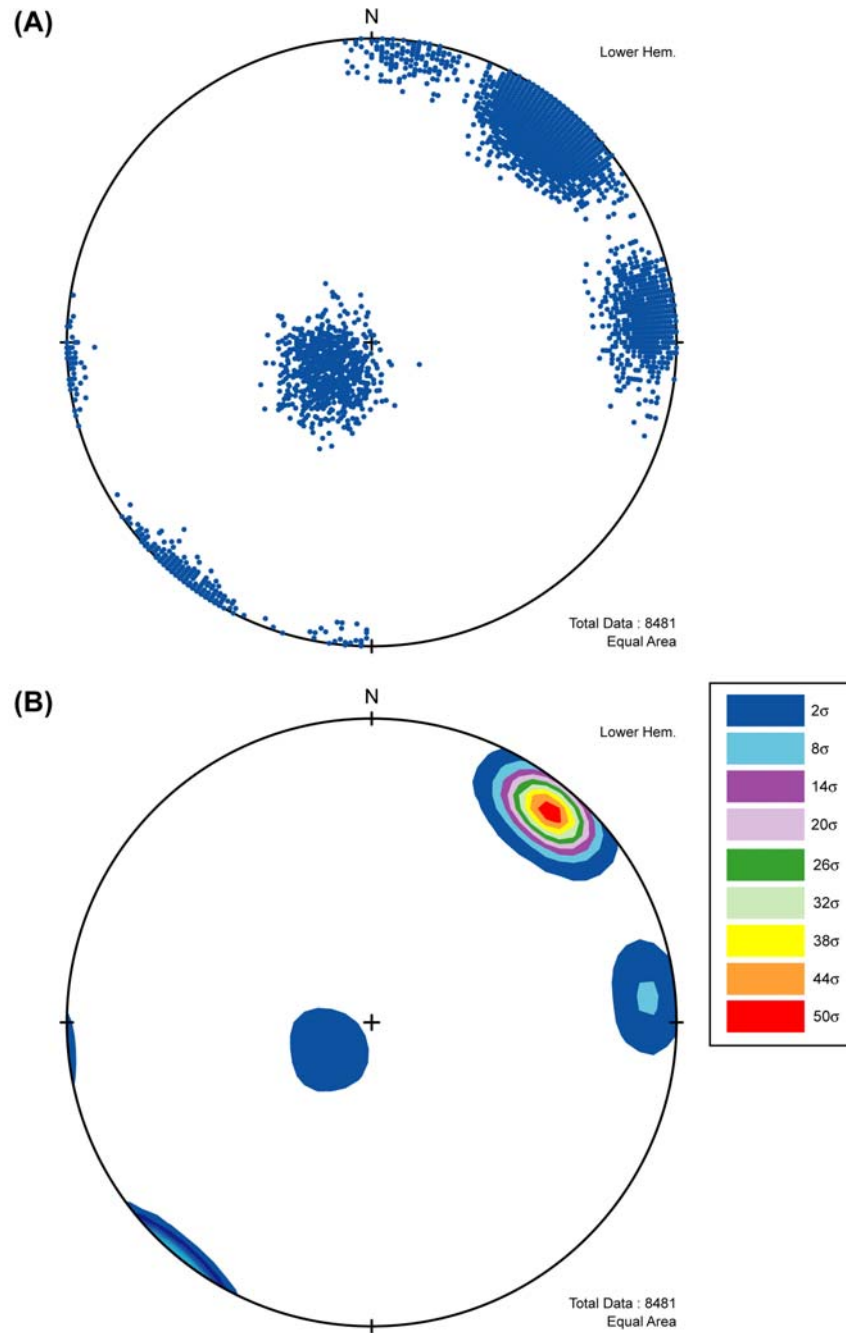 (A)
N
Lower Hem.
Total Data : 8481
Equal Area
(B)
N
Lower Hem.
2σ
8σ
14σ
20σ
26σ
32σ
38σ
44σ
50σ
Total Data : 8481
Equal Area